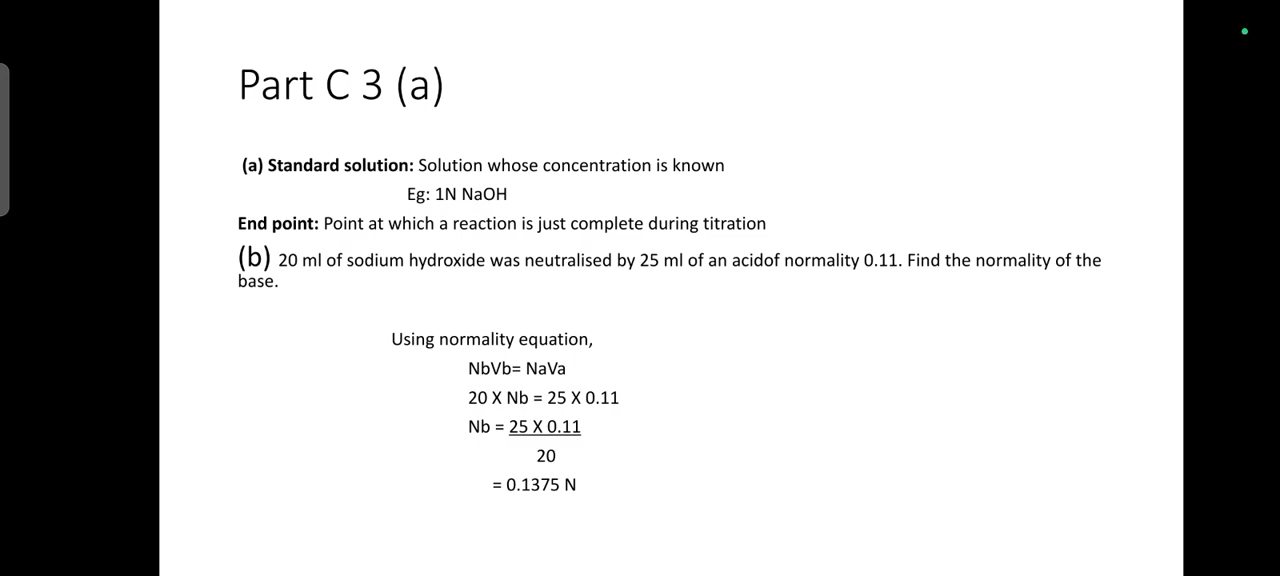 Part C 3 (a)
(a) Standard solution: Solution whose concentration is known
Eg: 1N NaOH
End point: Point at which a reaction is just complete during titration
(b) 20 ml of sodium hydroxide was neutralised by 25 ml of an acidof normality 0.11. Find the normality of the
base.
Using normality equation,
NbVb= NaVa
20 X Nb = 25 X 0.11
Nb = 25 X 0.11
20
= 0.1375 N